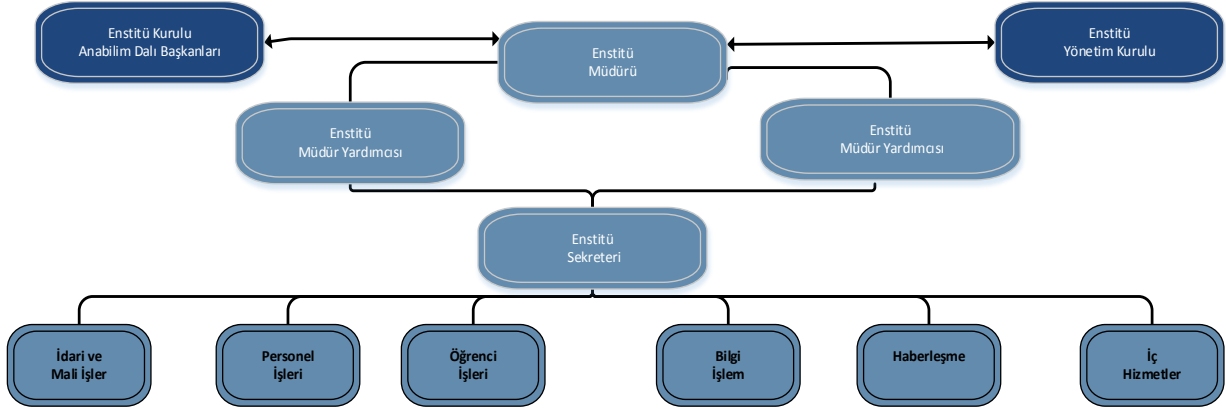 Enstitü Kurulu
Anabilim Dalı Başkanları
Enstitü
Müdürü
Enstitü
Yönetim Kurulu
Enstitü
Müdür Yardımcısı
Enstitü
Müdür Yardımcısı
Enstitü
Sekreteri
İdari ve
Mali İşler
Personel
İşleri
Öğrenci
İşleri
Bilgi
İşlem
Haberleşme
İç
Hizmetler